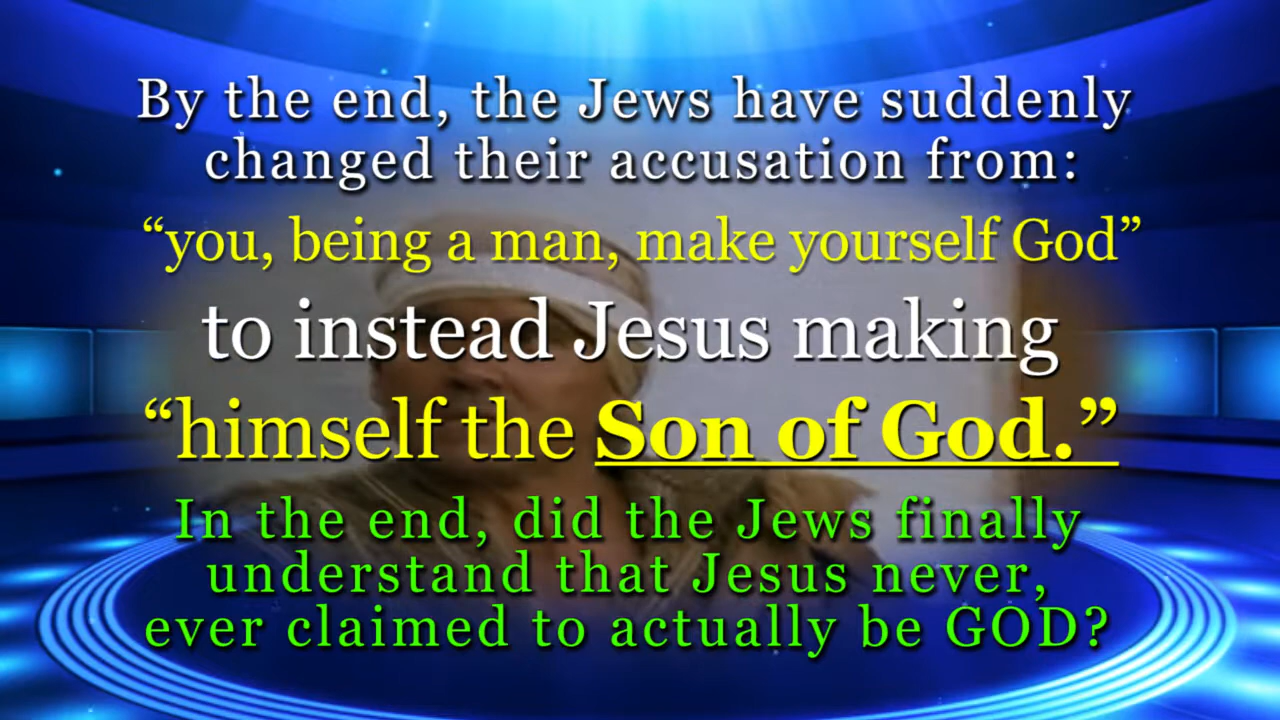 By the end, the Jews have suddenly
changed their accusation from:
“you, being a man, make yourself God”
to instead Jesus making
“himself the Son of God.”
In the end, did the Jews finally
understand that Jesus never,
ever claimed to actually be GOD?